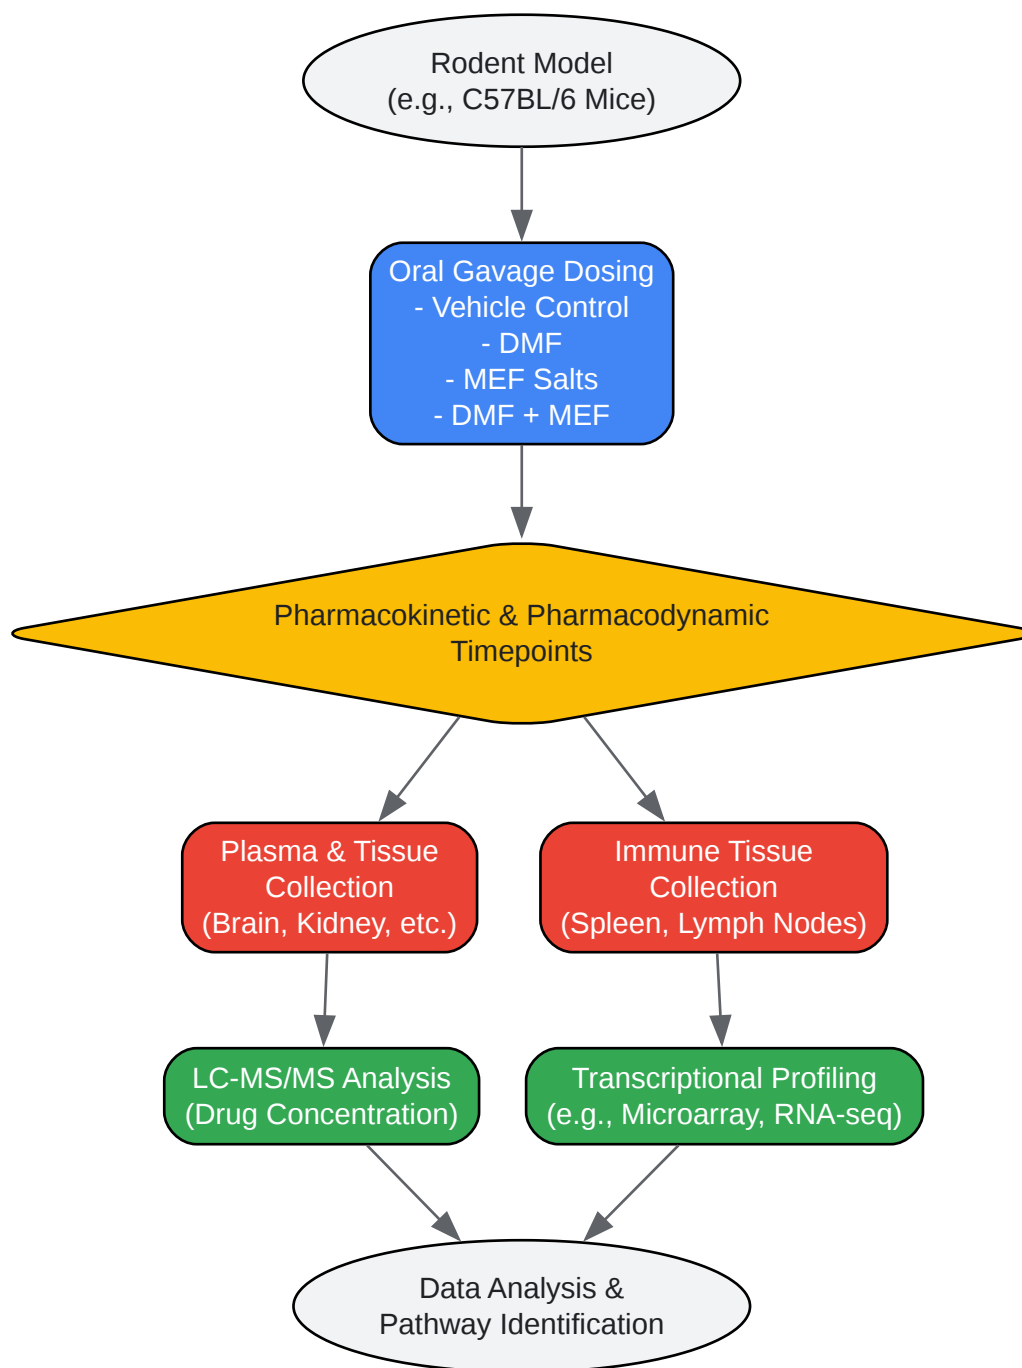 Rodent Model
(e.g., C57BL/6 Mice)
Oral Gavage Dosing
- Vehicle Control
- DMF
- MEF Salts
- DMF + MEF
Pharmacokinetic & Pharmacodynamic
Timepoints
Plasma & Tissue
Collection
(Brain, Kidney, etc.)
Immune Tissue
Collection
(Spleen, Lymph Nodes)
LC-MS/MS Analysis
(Drug Concentration)
Transcriptional Profiling
(e.g., Microarray, RNA-seq)
Data Analysis &
Pathway Identification